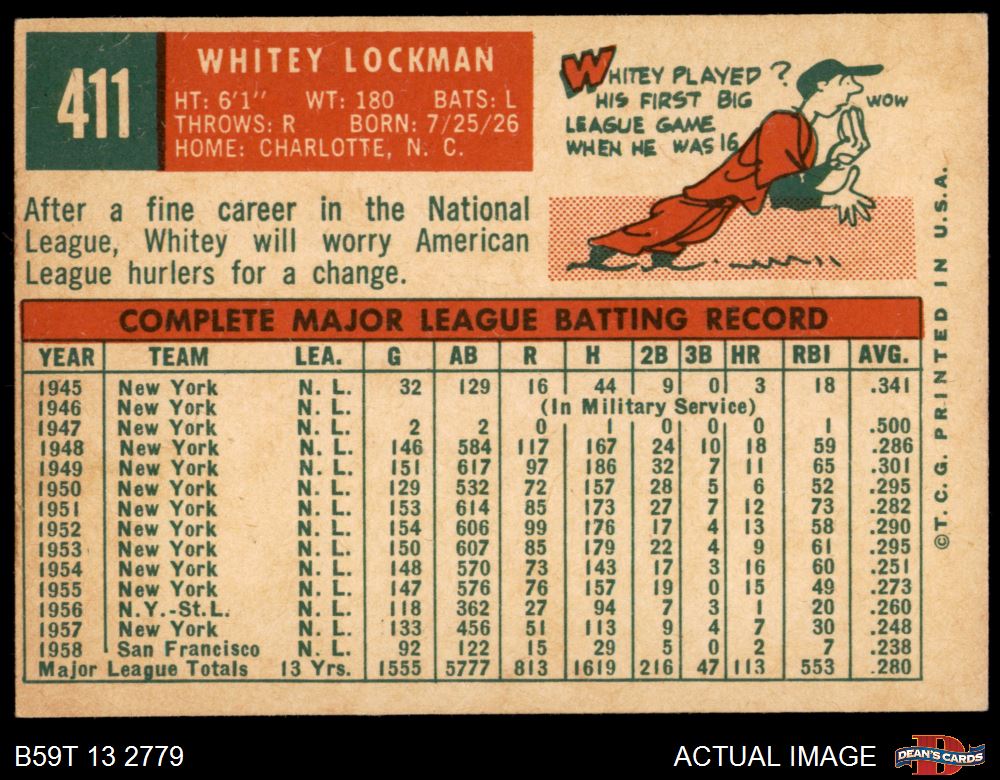 411
WHITEY LOCKMAN
HT: 6'1" WT: 180 BATS: L
THROWS: R BORN: 7/25/26
HOME: CHARLOTTE, N. C.
WHITEY PLAYED ?
HIS FIRST BIG
LEAGUE GAME
WHEN HE WAS 16
WOW
After a fine career in the National
League, Whitey will worry American
League hurlers for a change.
COMPLETE MAJOR LEAGUE BATTING RECORD
YEAR TEAM LEA. G AB R H 2B 3B HR RBI AVG.
1945 New York N. L. 32 129 16 44 9 0 3 18 .341
1946 New York N. L. (In Military Service)
1947 New York N. L. 2 2 0 1 0 0 0 1 .500
1948 New York N. L. 146 584 117 167 24 10 18 59 .286
1949 New York N. L. 151 617 97 186 32 7 11 65 .301
1950 New York N. L. 129 532 72 157 28 5 6 52 .295
1951 New York N. L. 153 614 85 173 27 7 12 73 .282
1952 New York N. L. 154 606 99 176 17 4 13 58 .290
1953 New York N. L. 150 607 85 179 22 4 9 61 .295
1954 New York N. L. 148 570 73 143 17 3 16 60 .251
1955 New York N. L. 147 576 76 157 19 0 15 49 .273
1956 N.Y.-St.L. N. L. 118 362 27 94 7 3 1 20 .260
1957 New York N. L. 133 456 51 113 9 4 7 30 .248
1958 San Francisco N. L. 92 122 15 29 5 0 2 7 .238
Major League Totals 13 Yrs. 1555 5777 813 1619 216 47 113 553 .280
©T. C. G. PRINTED IN U.S.A.
B59T 13 2779
ACTUAL IMAGE
D
DEAN'S CARDS